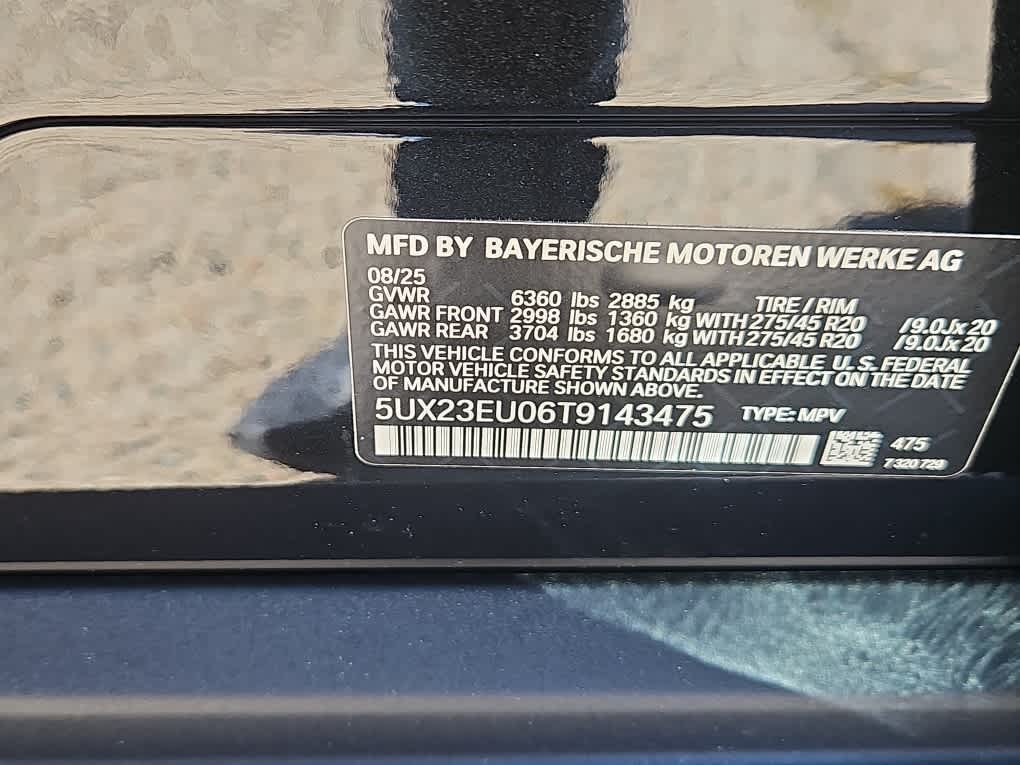 MFD BY BAYERISCHE MOTOREN WERKE AG
08/25
GVWR 6360 lbs 2885 kg TIRE / RIM
GAWR FRONT 2998 lbs 1360 kg WITH 275/45 R20 /9.0Jx20
GAWR REAR 3704 lbs 1680 kg WITH 275/45 R20 /9.0Jx20
THIS VEHICLE CONFORMS TO ALL APPLICABLE U.S. FEDERAL
MOTOR VEHICLE SAFETY STANDARDS IN EFFECT ON THE DATE
OF MANUFACTURE SHOWN ABOVE.
5UX23EU06T9143475 TYPE: MPV
475
7 320 729